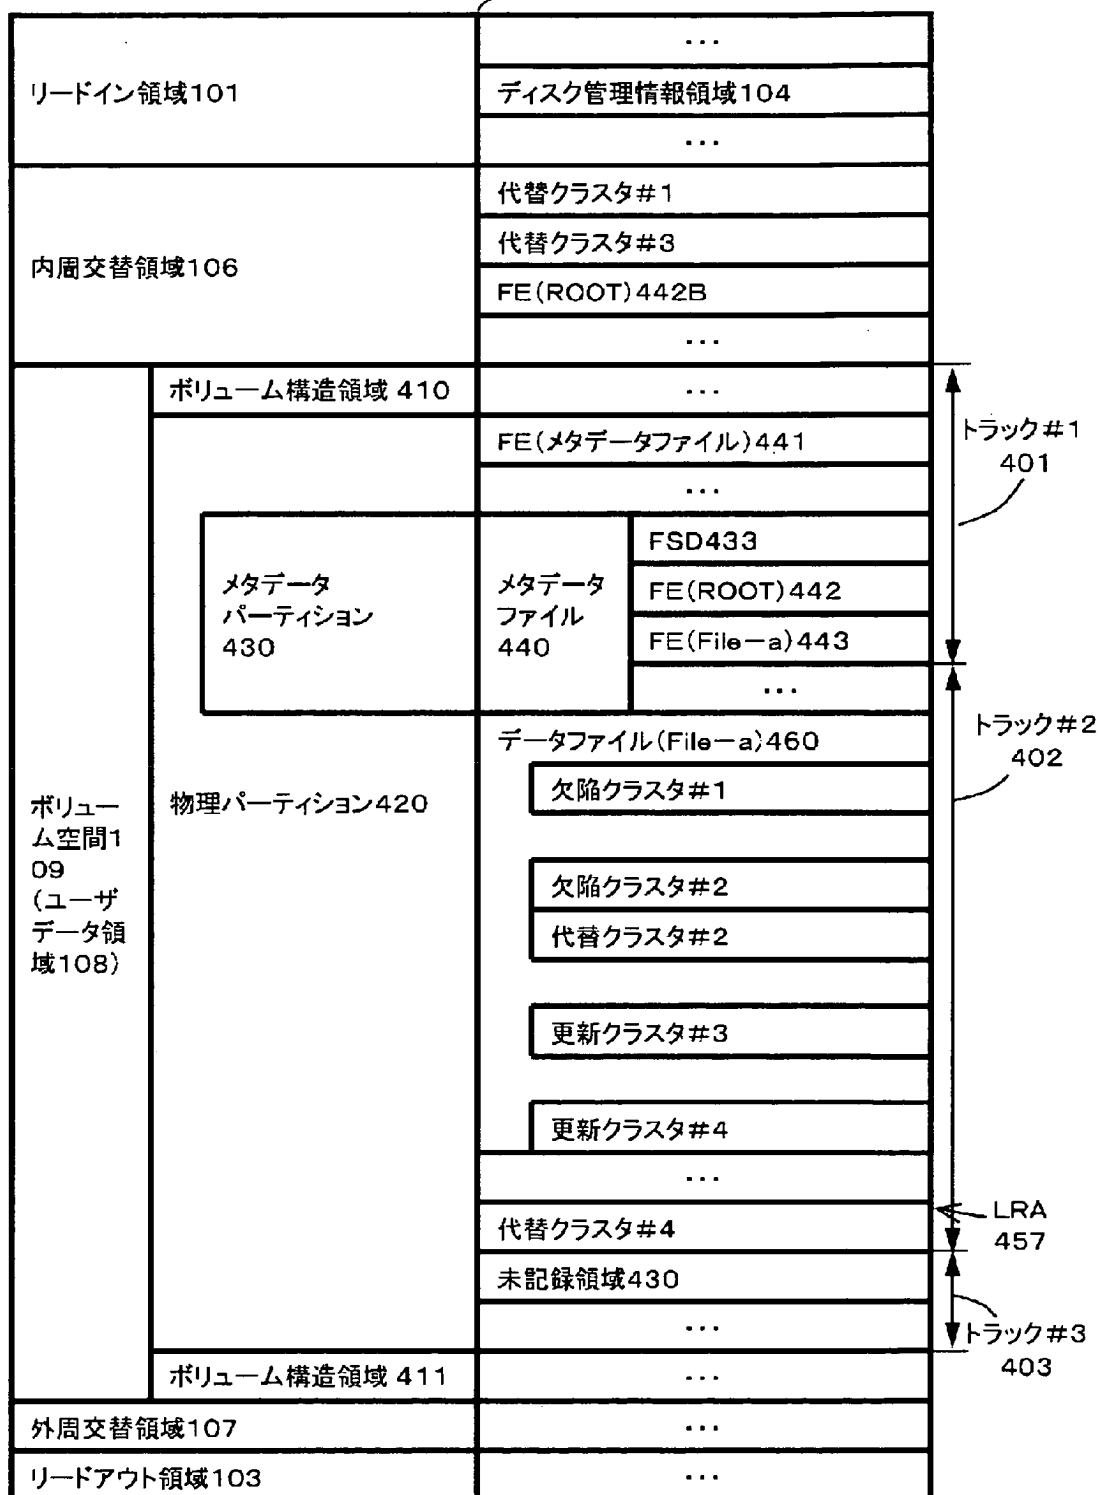 ...
リードイン領域101
ディスク管理情報領域104
...
代替クラスタ#1
代替クラスタ#3
内周交替領域106
FE(ROOT)442B
...
ボリューム構造領域 410
...
FE(メタデータファイル)441
...
トラック#1
401
メタデータ
パーティション
430
メタデータ
ファイル
440
FSD433
FE(ROOT)442
FE(File-a)443
...
トラック#2
402
データファイル(File-a)460
欠陥クラスタ#1
物理パーティション420
ボリュー
ム空間1
09
(ユーザ
データ領
域108)
欠陥クラスタ#2
代替クラスタ#2
更新クラスタ#3
更新クラスタ#4
...
LRA
457
代替クラスタ#4
未記録領域430
...
トラック#3
403
ボリューム構造領域 411
...
外周交替領域107
...
リードアウト領域103
...